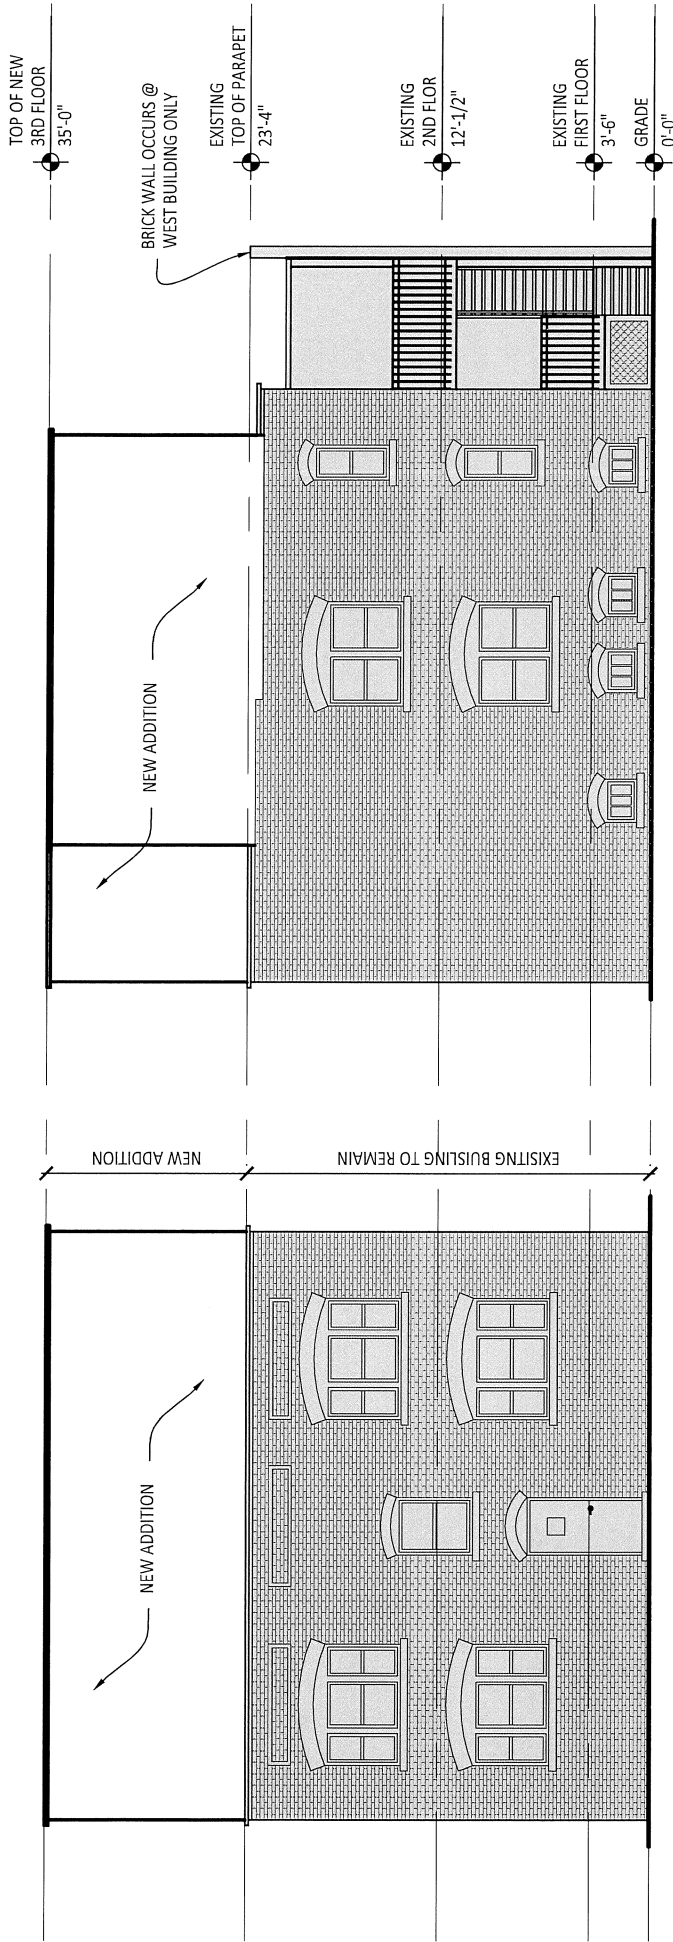 TOP OF NEW
3RD FLOOR
35'-0"
BRICK WALL OCCURS @
WEST BUILDING ONLY
EXISTING
TOP OF PARAPET
23'-4"
EXISTING
2ND FLOR
12'-1/2"
EXISTING
FIRST FLOOR
3'-6"
GRADE
0'-0"
NEW ADDITION
NEW ADDITION
EXISITNG BUISLING TO REMAIN
NEW ADDITION